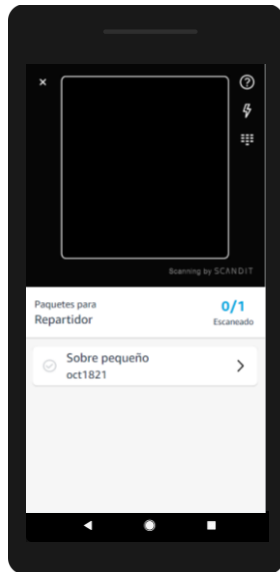 Scanning by SCANDIT
Paquetes para
Repartidor
0/1
Escaneado
Sobre pequeño
oct1821